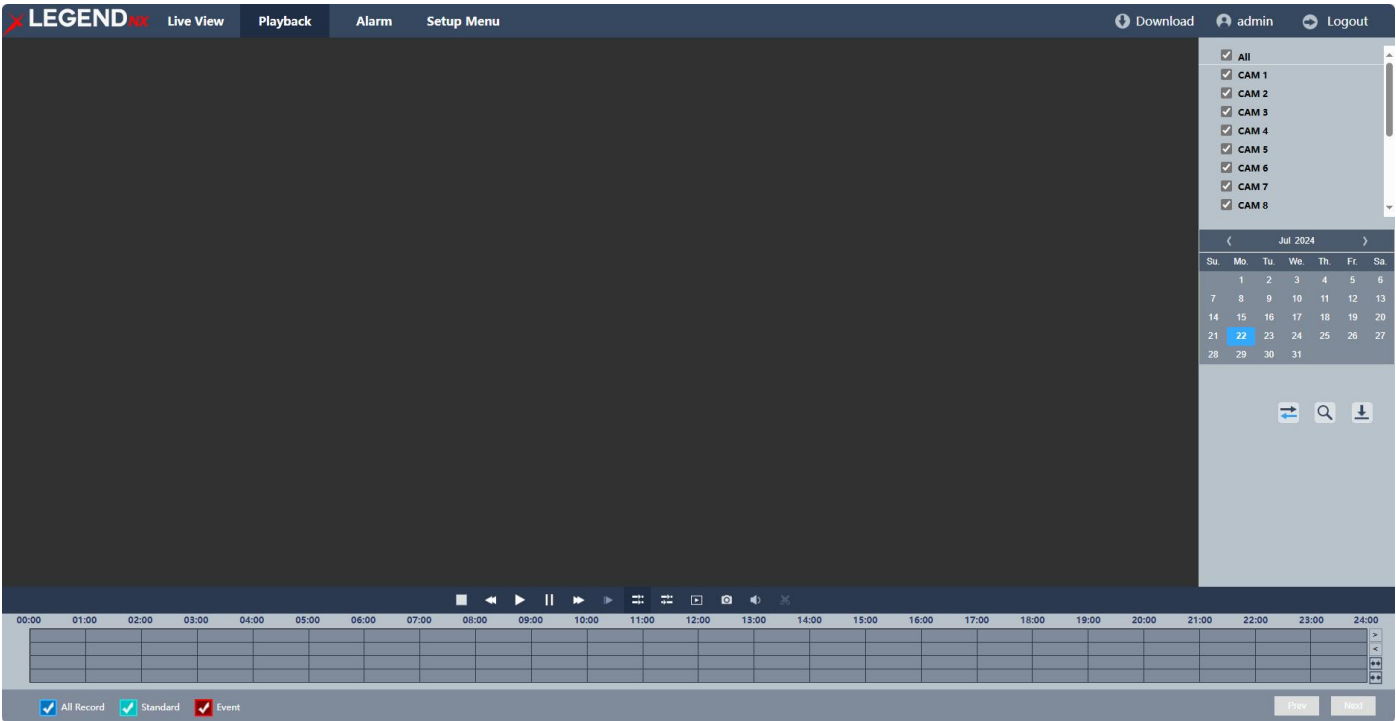 LEGEND NX Live View Playback Alarm Setup Menu Download admin Logout
All
CAM 1
CAM 2
CAM 3
CAM 4
CAM 5
CAM 6
CAM 7
CAM 8
Jul 2024
Su. Mo. Tu. We. Th. Fr. Sa.
1 2 3 4 5 6
7 8 9 10 11 12 13
14 15 16 17 18 19 20
21 22 23 24 25 26 27
28 29 30 31
00:00 01:00 02:00 03:00 04:00 05:00 06:00 07:00 08:00 09:00 10:00 11:00 12:00 13:00 14:00 15:00 16:00 17:00 18:00 19:00 20:00 21:00 22:00 23:00 24:00
All Record Standard Event Prev Next